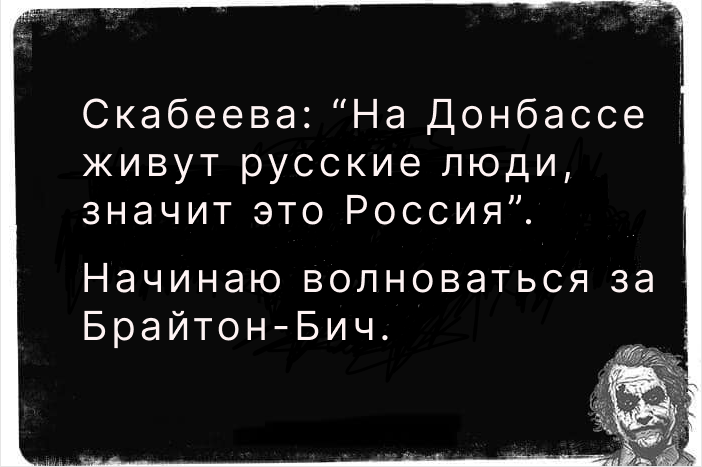 Скабеева: “На Донбассе
живут русские люди,
значит это Россия”.
Начинаю волноваться за
Брайтон-Бич.